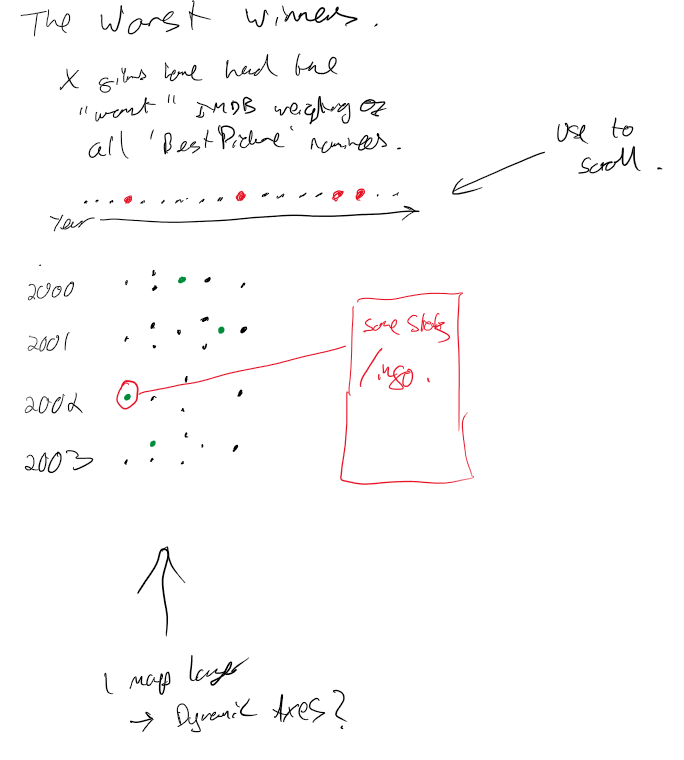 The Worst Winners.
X films have had the
"worst" IMDB weighting of
all 'Best Picture' nominees.
use to
scroll.
Year
2000
2001
some stats
/info.
2002
2003
1 map layer
→ Dynamic Axes?